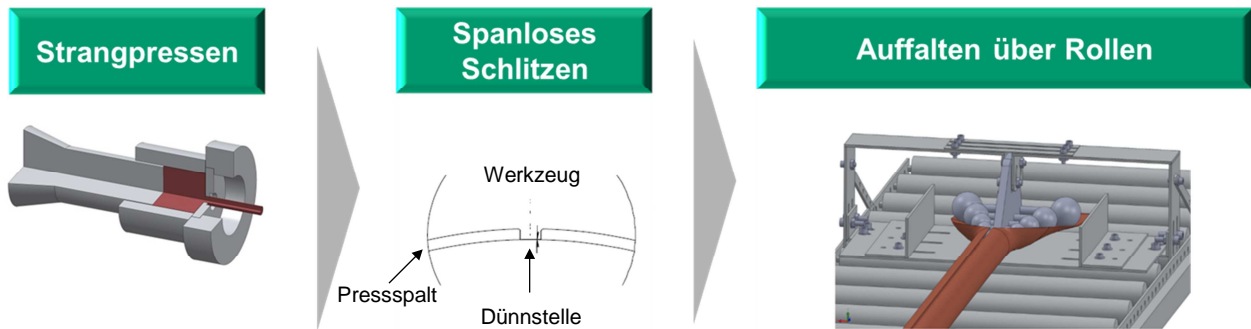 Strangpressen
Spanloses
Schlitzen
Auffalten über Rollen
Werkzeug
Pressspalt
Dünnstelle